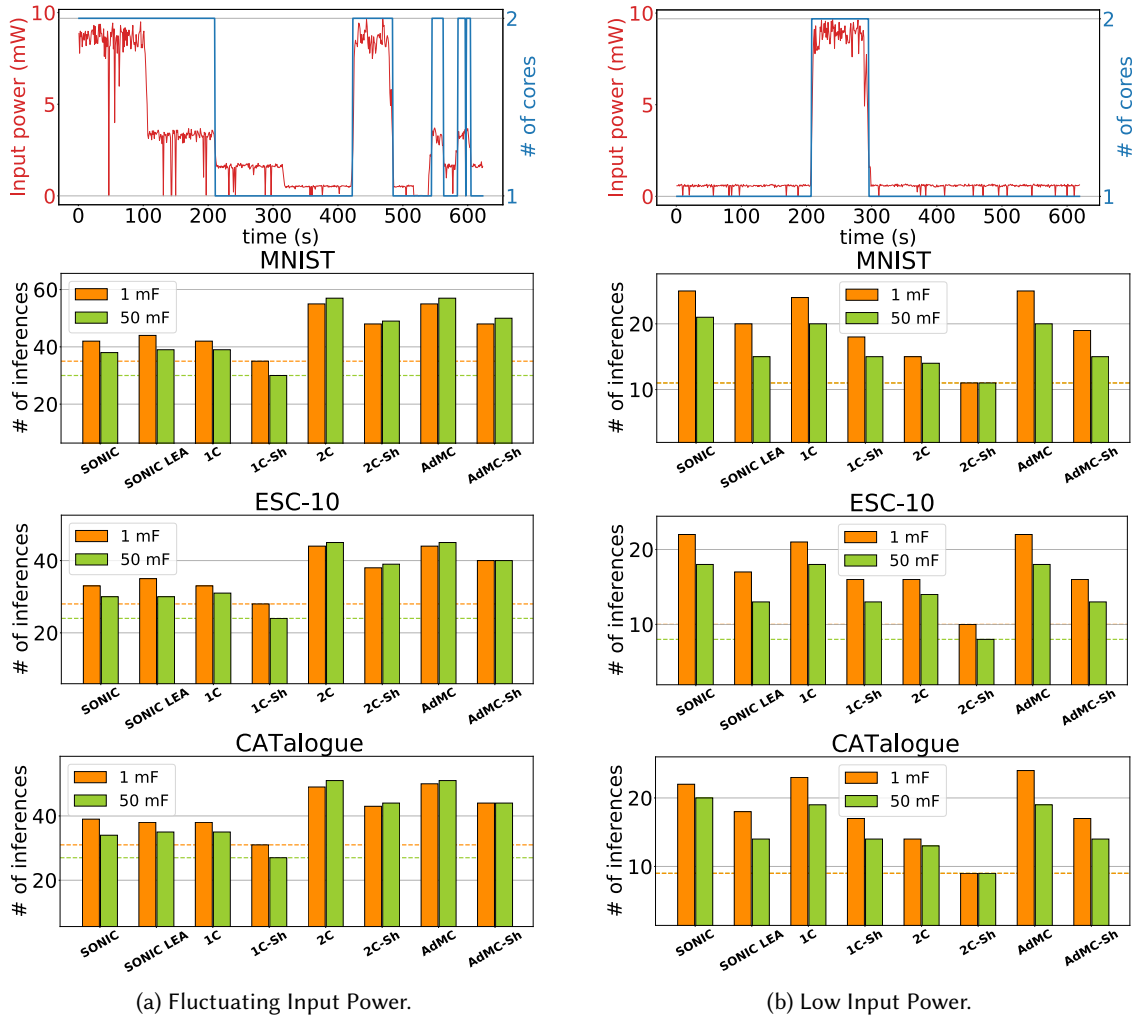 10
5
0
Input power (mW)
2
1
# of cores
0 100 200 300 400 500 600
time (s)
MNIST
60
40
20
# of inferences
1 mF
50 mF
SONIC SONIC LEA 1C 1C-Sh 2C 2C-Sh AdMC AdMC-Sh
ESC-10
40
20
# of inferences
1 mF
50 mF
SONIC SONIC LEA 1C 1C-Sh 2C 2C-Sh AdMC AdMC-Sh
CATalogue
40
20
# of inferences
1 mF
50 mF
SONIC SONIC LEA 1C 1C-Sh 2C 2C-Sh AdMC AdMC-Sh
(a) Fluctuating Input Power.
10
5
0
Input power (mW)
2
1
# of cores
0 100 200 300 400 500 600
time (s)
MNIST
20
10
# of inferences
1 mF
50 mF
SONIC SONIC LEA 1C 1C-Sh 2C 2C-Sh AdMC AdMC-Sh
ESC-10
20
10
# of inferences
1 mF
50 mF
SONIC SONIC LEA 1C 1C-Sh 2C 2C-Sh AdMC AdMC-Sh
CATalogue
20
10
# of inferences
1 mF
50 mF
SONIC SONIC LEA 1C 1C-Sh 2C 2C-Sh AdMC AdMC-Sh
(b) Low Input Power.